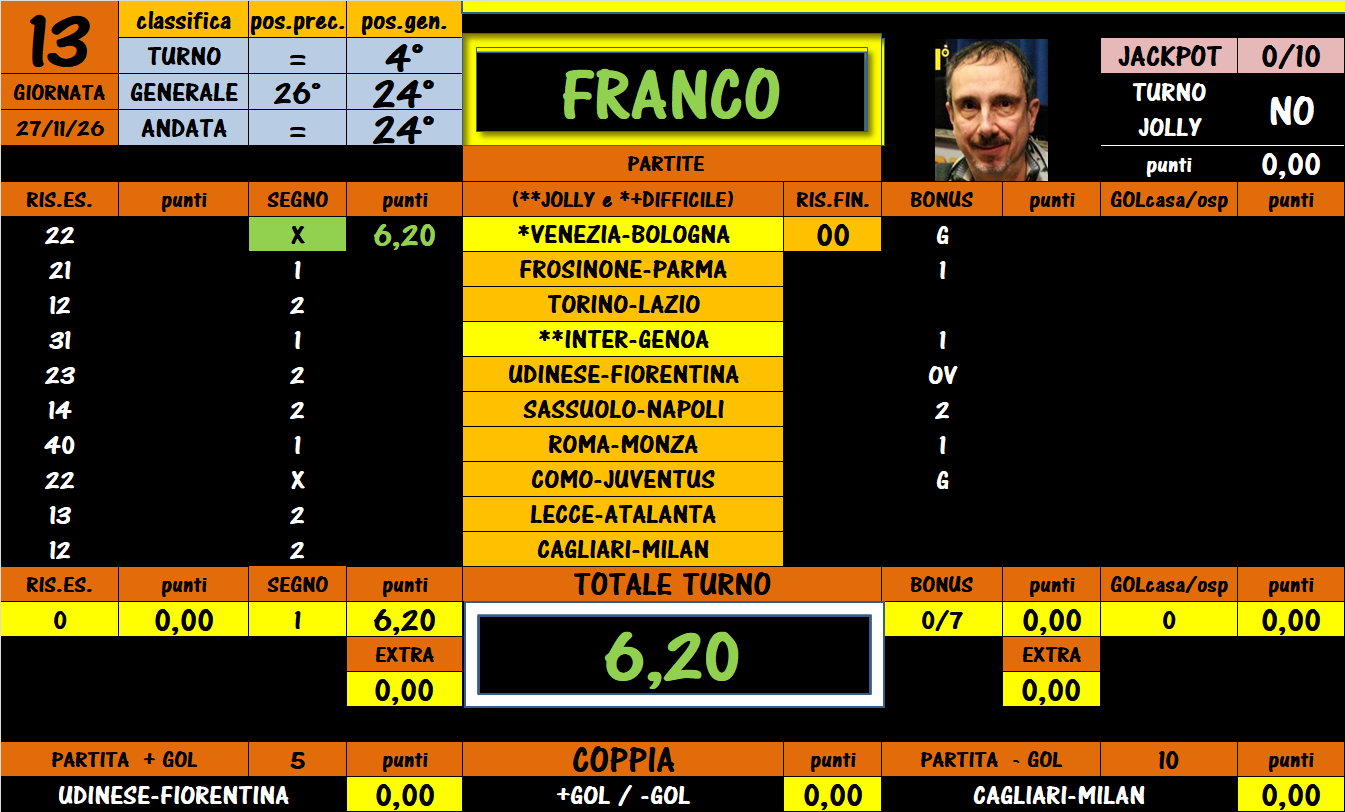 13 classifica pos.prec. pos.gen.
TURNO = 4° FRANCO 1° JACKPOT 0/10
GIORNATA GENERALE 26° 24° TURNO JOLLY NO
27/11/26 ANDATA = 24°
PARTITE punti 0,00
RIS.ES. punti SEGNO punti (**JOLLY e *+DIFFICILE) RIS.FIN. BONUS punti GOLcasa/osp punti
22 X 6,20 *VENEZIA-BOLOGNA 00 G
21 1 FROSINONE-PARMA 1
12 2 TORINO-LAZIO
31 1 **INTER-GENOA 1
23 2 UDINESE-FIORENTINA OV
14 2 SASSUOLO-NAPOLI 2
40 1 ROMA-MONZA 1
22 X COMO-JUVENTUS G
13 2 LECCE-ATALANTA
12 2 CAGLIARI-MILAN
RIS.ES. punti SEGNO punti TOTALE TURNO BONUS punti GOLcasa/osp punti
0 0,00 1 6,20 6,20 0/7 0,00 0 0,00
EXTRA EXTRA
0,00 0,00
PARTITA + GOL 5 punti COPPIA punti PARTITA - GOL 10 punti
UDINESE-FIORENTINA 0,00 +GOL / -GOL 0,00 CAGLIARI-MILAN 0,00